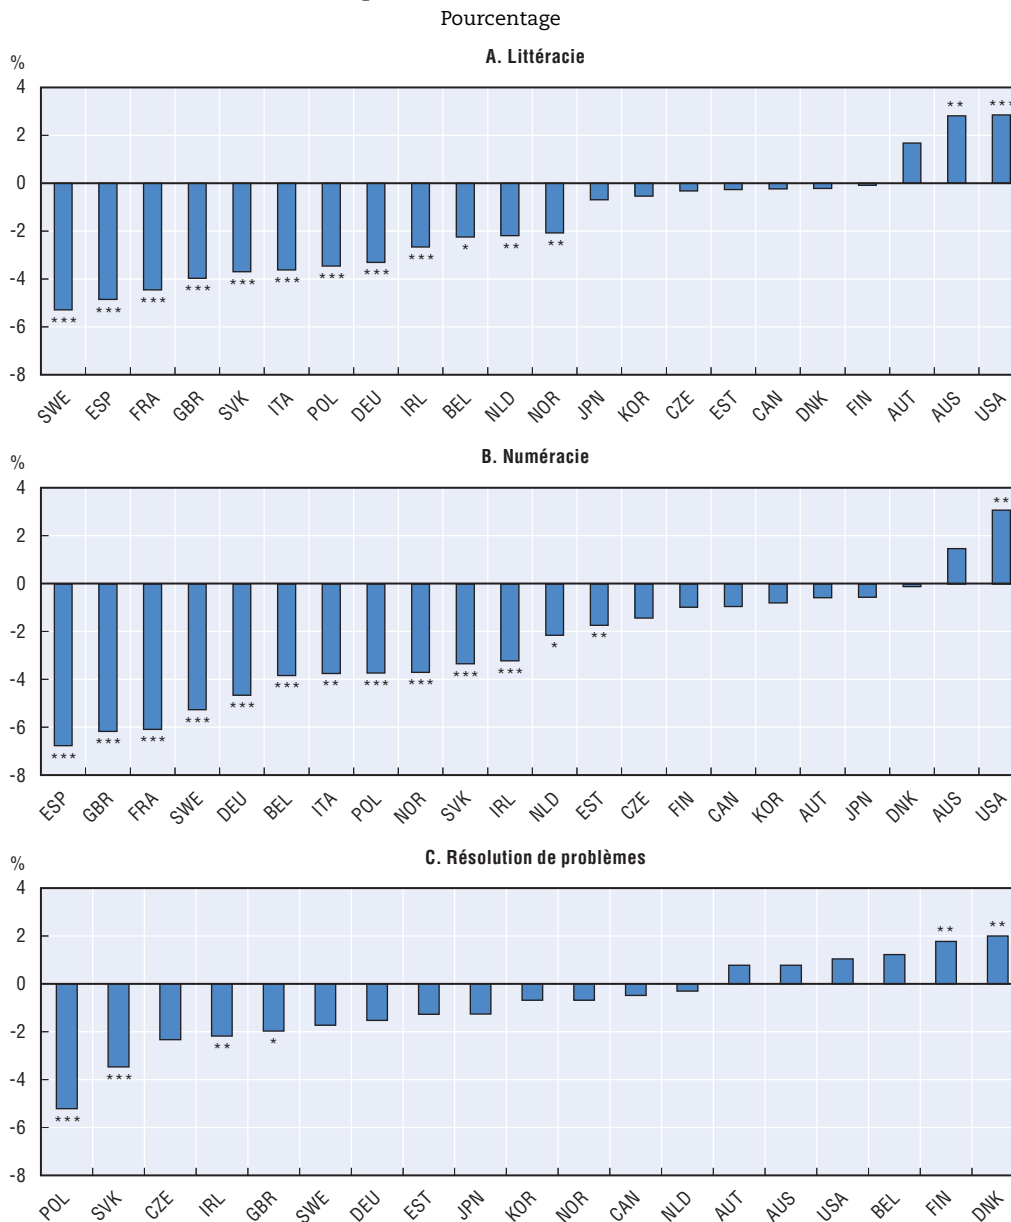 Pourcentage
A. Littéracie
%
4
2
0
-2
-4
-6
-8
*** *** *** *** *** *** *** *** *** * ** ** ** ***
SWE ESP FRA GBR SVK ITA POL DEU IRL BEL NLD NOR JPN KOR CZE EST CAN DNK FIN AUT AUS USA
B. Numéracie
%
4
2
0
-2
-4
-6
-8
*** *** *** *** *** *** ** *** *** *** *** * ** **
ESP GBR FRA SWE DEU BEL ITA POL NOR SVK IRL NLD EST CZE FIN CAN KOR AUT JPN DNK AUS USA
C. Résolution de problèmes
%
4
2
0
-2
-4
-6
-8
*** *** ** * ** **
POL SVK CZE IRL GBR SWE DEU EST JPN KOR NOR CAN NLD AUT AUS USA BEL FIN DNK